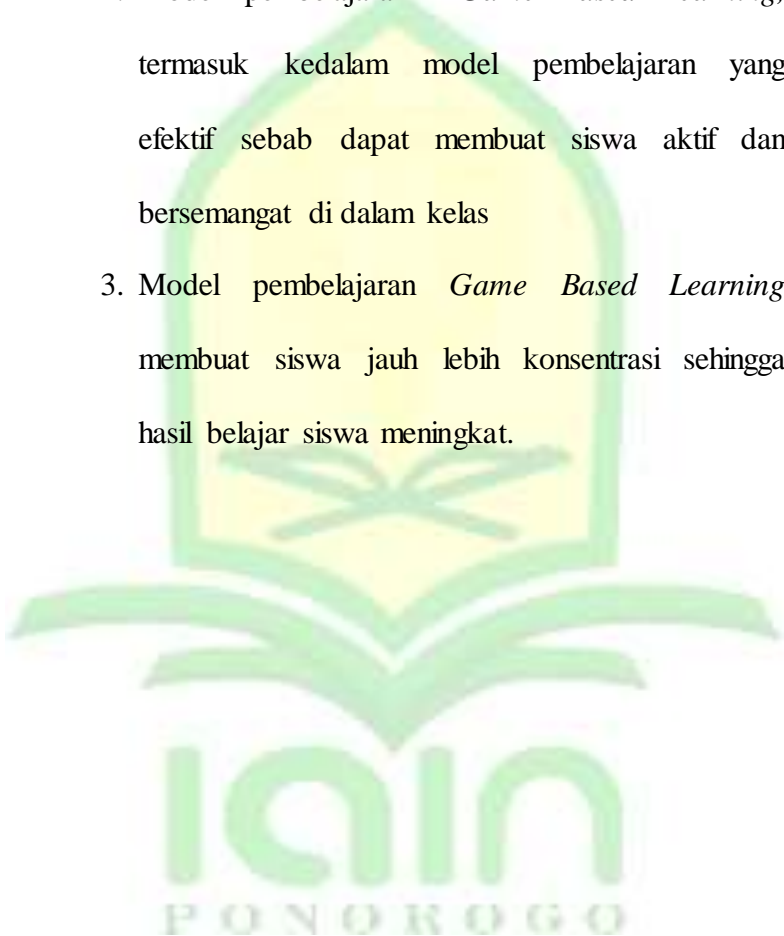 termasuk kedalam model pembelajaran yang
efektif sebab dapat membuat siswa aktif dan
bersemangat di dalam kelas
3. Model pembelajaran Game Based Learning
membuat siswa jauh lebih konsentrasi sehingga
hasil belajar siswa meningkat.
iain
PONOROGO